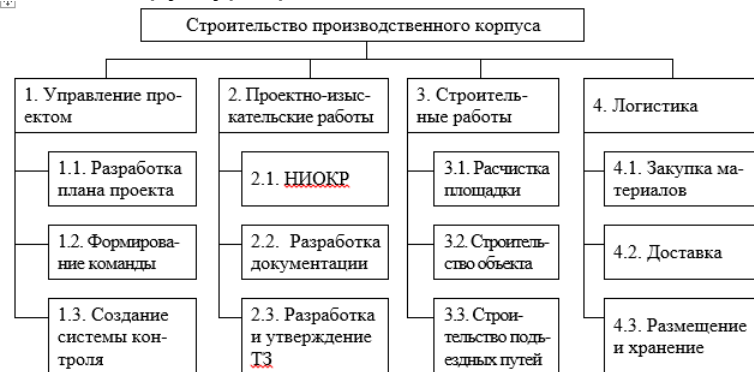 Строительство производственного корпуса
1. Управление про-
ектом
2. Проектно-изыс-
кательские работы
3. Строитель-
ные работы
4. Логистика
1.1. Разработка
плана проекта
2.1. НИОКР
3.1. Расчистка
площадки
4.1. Закупка ма-
териалов
1.2. Формирова-
ние команды
2.2. Разработка
документации
3.2. Строитель-
ство объекта
4.2. Доставка
1.3. Создание
системы кон-
троля
2.3. Разработка
и утверждение
ТЗ
3.3. Строи-
тельство подъ-
ездных путей
4.3. Размещение
и хранение